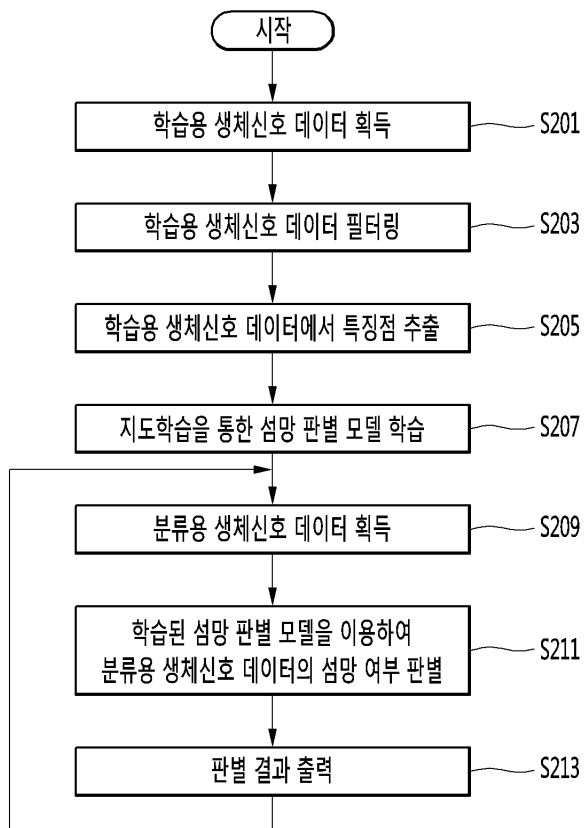 시작
학습용 생체신호 데이터 획득
S201
학습용 생체신호 데이터 필터링
S203
학습용 생체신호 데이터에서 특징점 추출
S205
지도학습을 통한 섬망 판별 모델 학습
S207
분류용 생체신호 데이터 획득
S209
학습된 섬망 판별 모델을 이용하여
분류용 생체신호 데이터의 섬망 여부 판별
S211
판별 결과 출력
S213